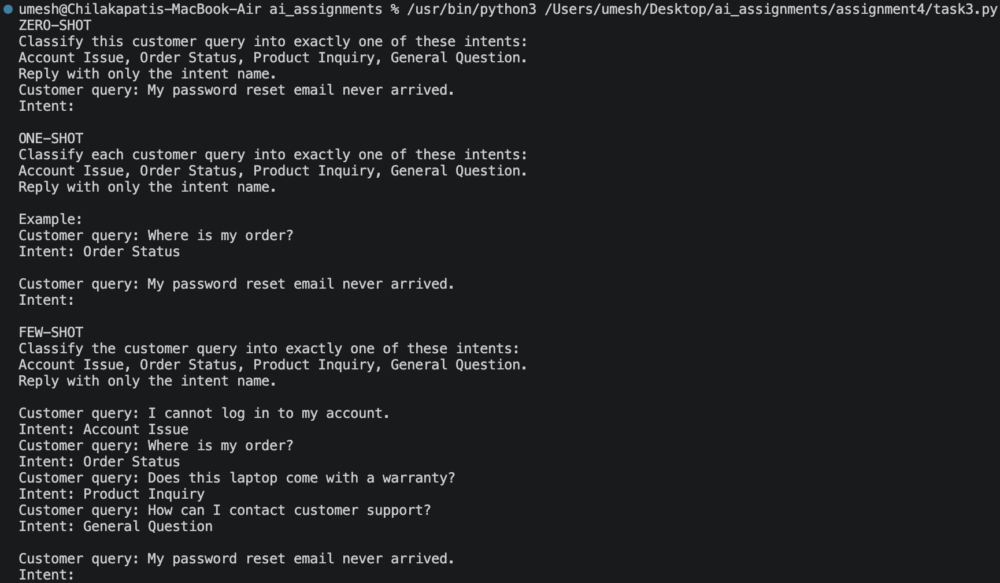 umesh@Chilakapatis-MacBook-Air ai_assignments % /usr/bin/python3 /Users/umesh/Desktop/ai_assignments/assignment4/task3.py
ZERO-SHOT
Classify this customer query into exactly one of these intents:
Account Issue, Order Status, Product Inquiry, General Question.
Reply with only the intent name.
Customer query: My password reset email never arrived.
Intent:

ONE-SHOT
Classify each customer query into exactly one of these intents:
Account Issue, Order Status, Product Inquiry, General Question.
Reply with only the intent name.

Example:
Customer query: Where is my order?
Intent: Order Status

Customer query: My password reset email never arrived.
Intent:

FEW-SHOT
Classify the customer query into exactly one of these intents:
Account Issue, Order Status, Product Inquiry, General Question.
Reply with only the intent name.

Customer query: I cannot log in to my account.
Intent: Account Issue
Customer query: Where is my order?
Intent: Order Status
Customer query: Does this laptop come with a warranty?
Intent: Product Inquiry
Customer query: How can I contact customer support?
Intent: General Question

Customer query: My password reset email never arrived.
Intent: